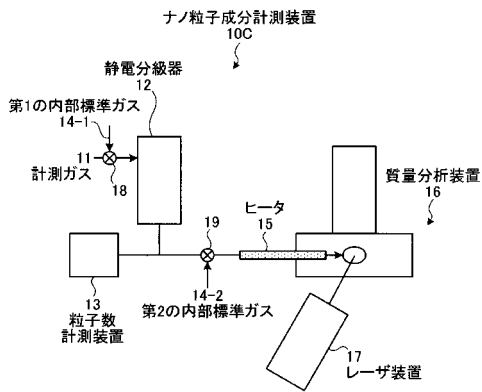 ナノ粒子成分計測装置
10C
静電分級器
12
第1の内部標準ガス
14-1
11
計測ガス
18
質量分析装置
16
ヒータ
15
19
13
粒子数
計測装置
14-2
第2の内部標準ガス
17
レーザ装置